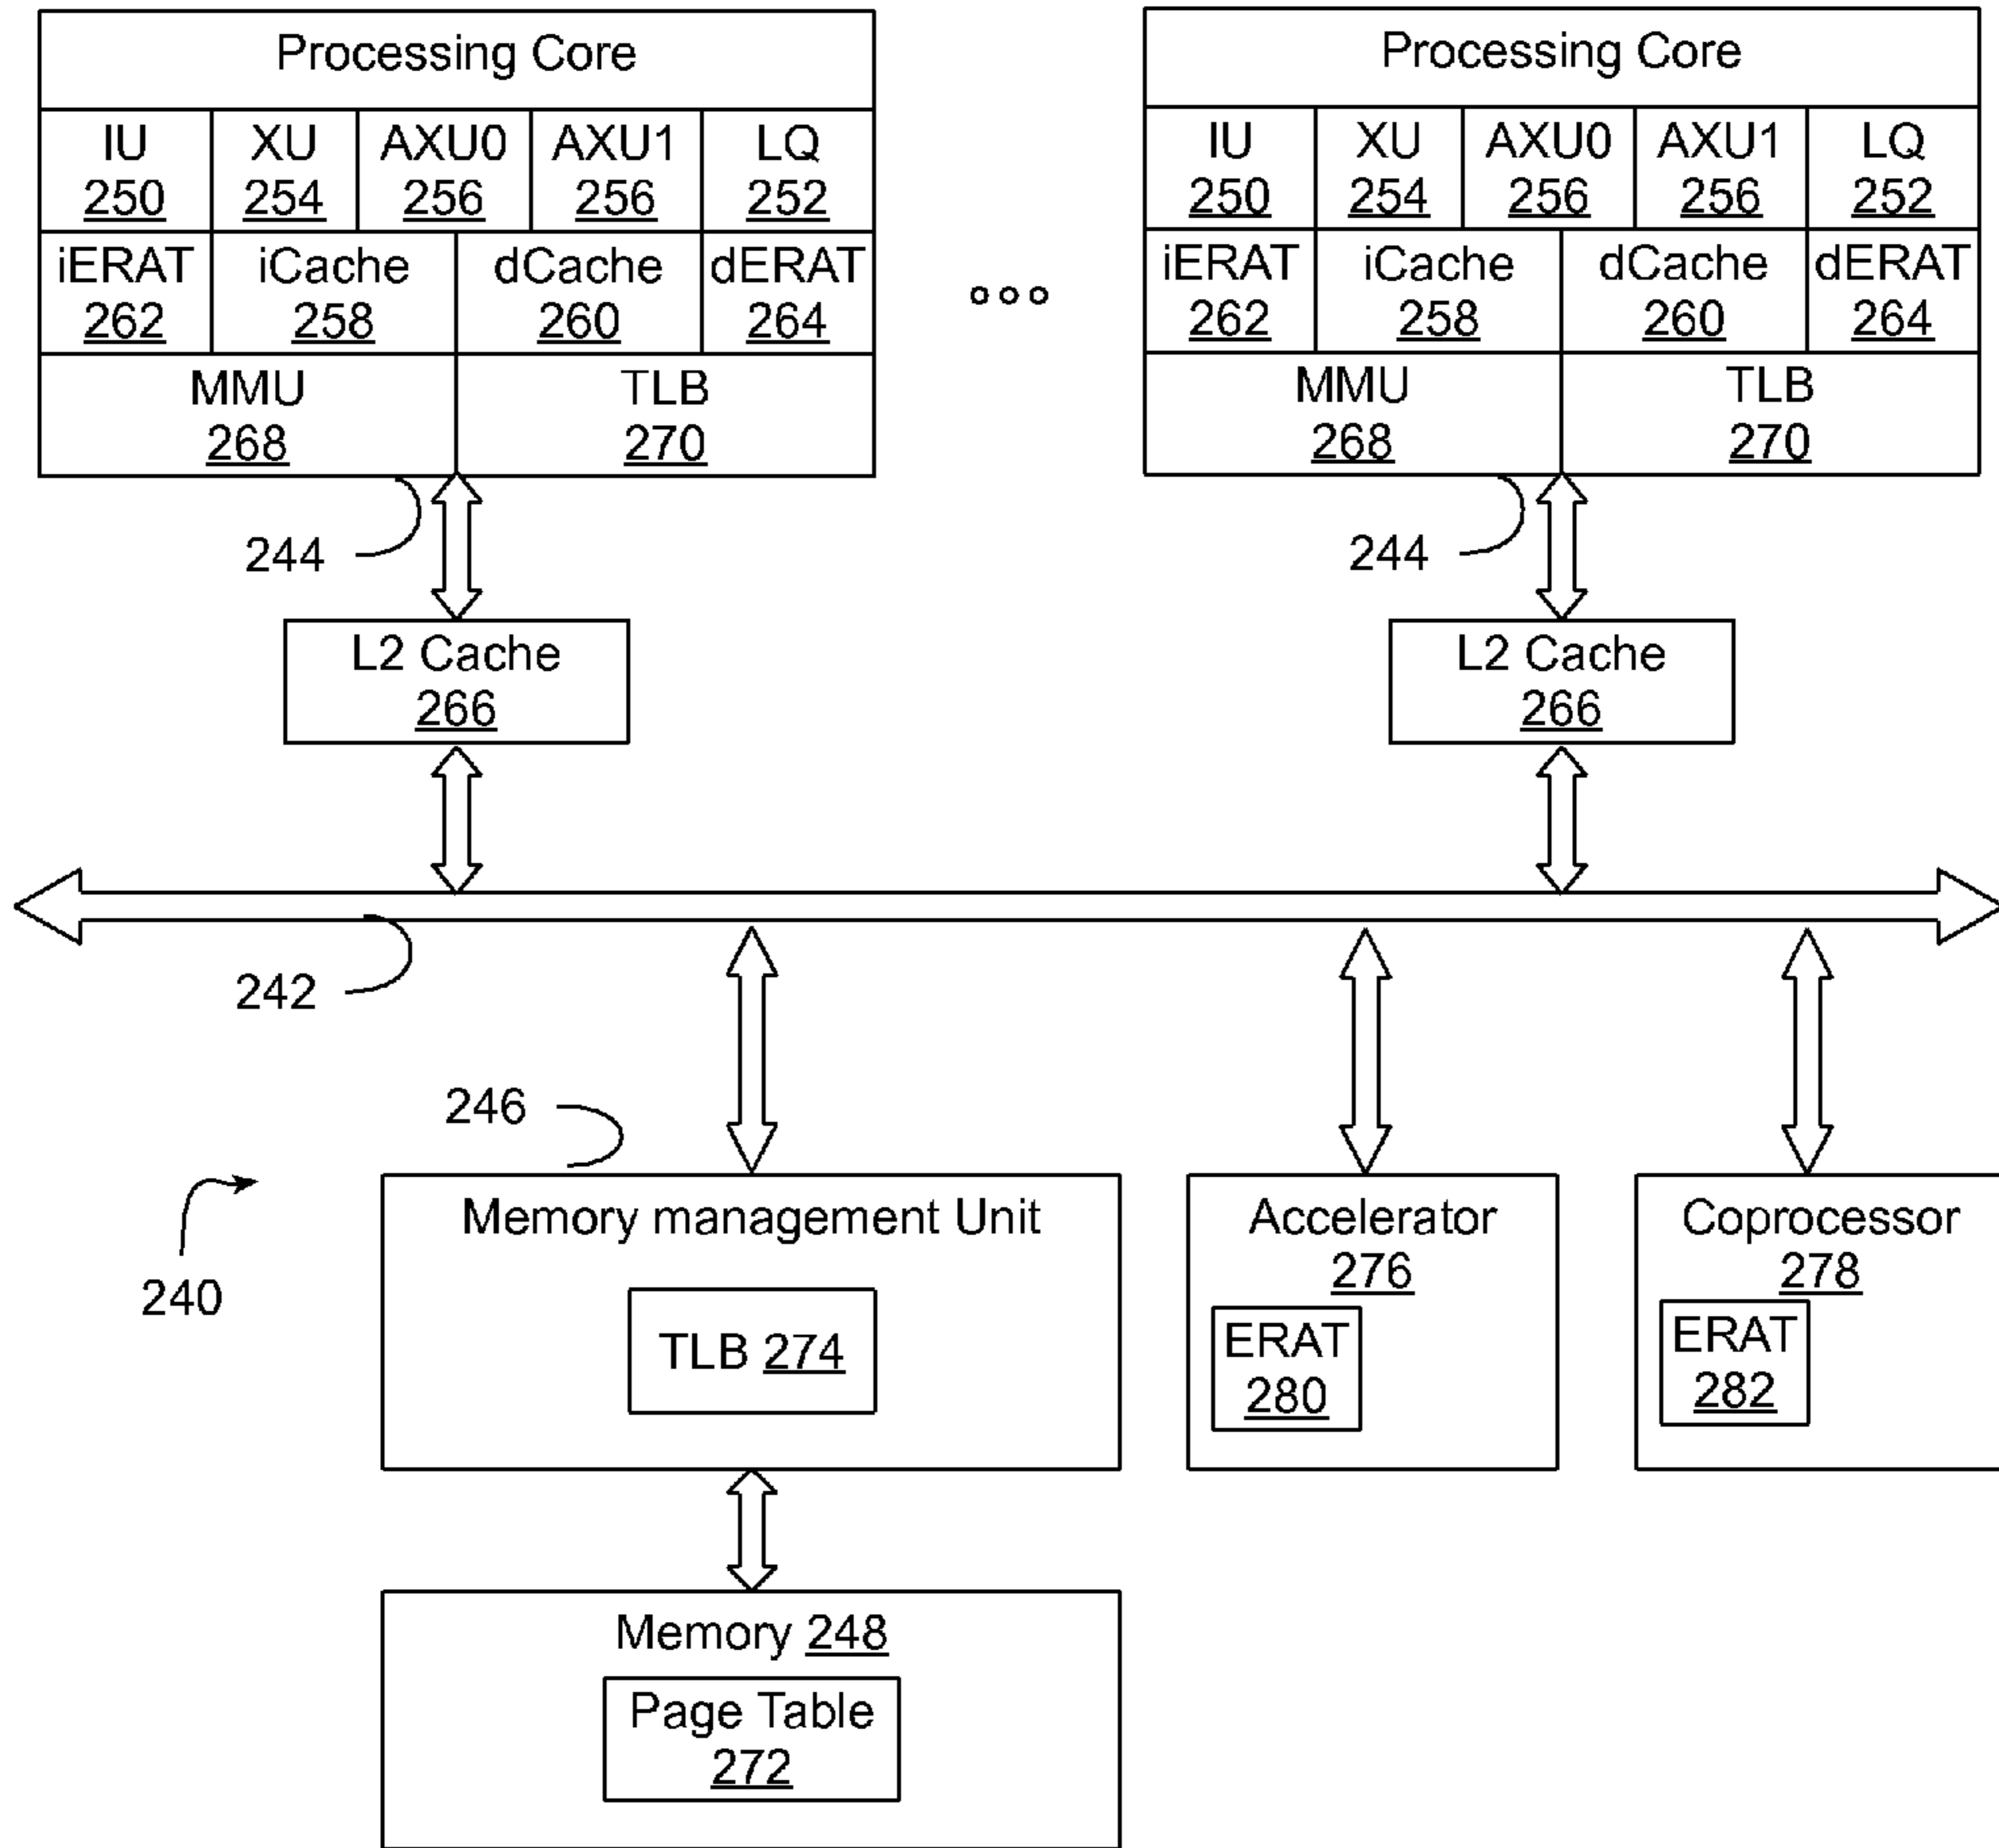 Processing Core
IU XU AXU0 AXU1 LQ
250 254 256 256 252
iERAT iCache dCache dERAT
262 258 260 264
MMU TLB
268 270
244
Processing Core
IU XU AXU0 AXU1 LQ
250 254 256 256 252
iERAT iCache dCache dERAT
262 258 260 264
MMU TLB
268 270
244
L2 Cache
266
L2 Cache
266
242
246
240
Memory management Unit
TLB 274
Accelerator
276
ERAT
280
Coprocessor
278
ERAT
282
Memory 248
Page Table
272